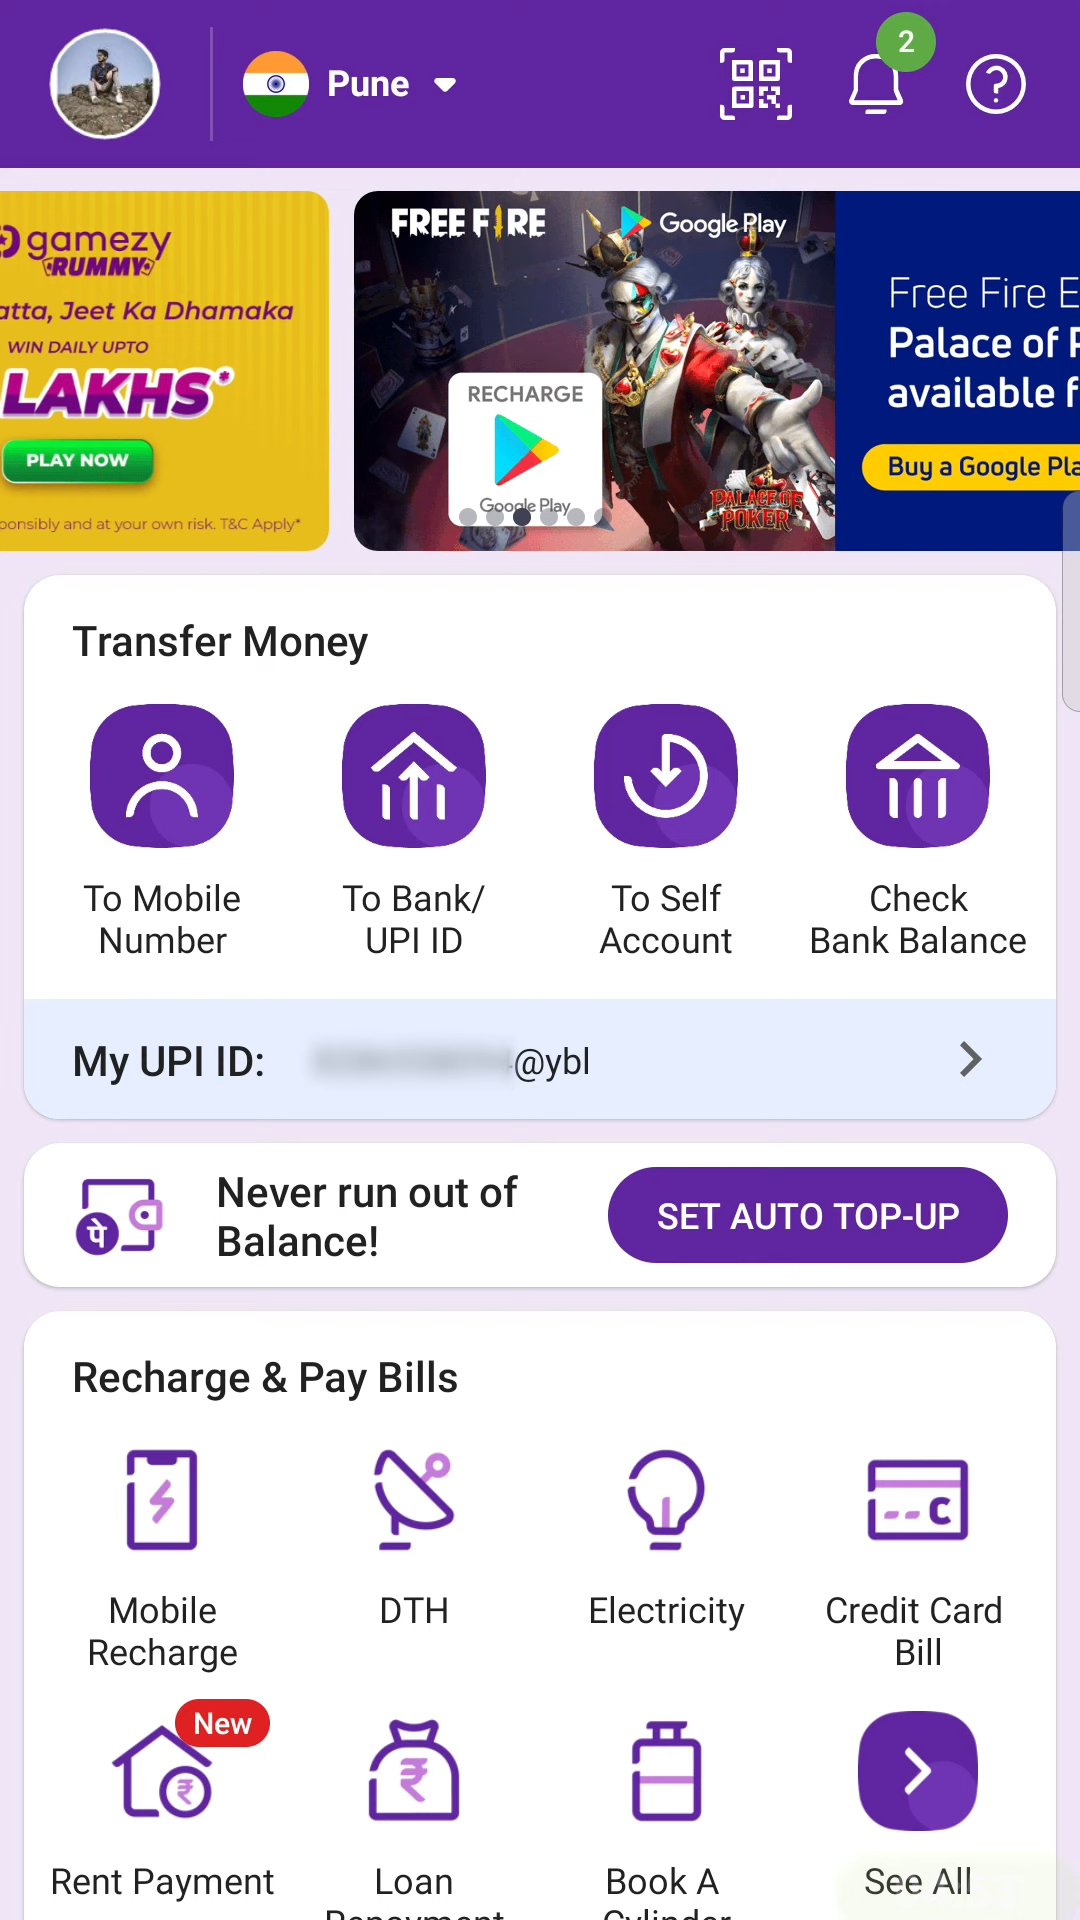 Pune
2
gamezy
RUMMY
atta, Jeet Ka Dhamaka
WIN DAILY UPTO
LAKHS*
PLAY NOW
ponsibly and at your own risk. T&C Apply*
FREE FIRE
Google Play
RECHARGE
Google Play
PALACE OF
POKER
Free Fire E
Palace of P
available f
Buy a Google Pla
Transfer Money
To Mobile
Number
To Bank/
UPI ID
To Self
Account
Check
Bank Balance
My UPI ID: @ybl
पे
Never run out of
Balance!
SET AUTO TOP-UP
Recharge & Pay Bills
Mobile
Recharge
DTH
Electricity
C
Credit Card
Bill
New
₹
Rent Payment
₹
Loan
Repayment
Book A
Cylinder
See All